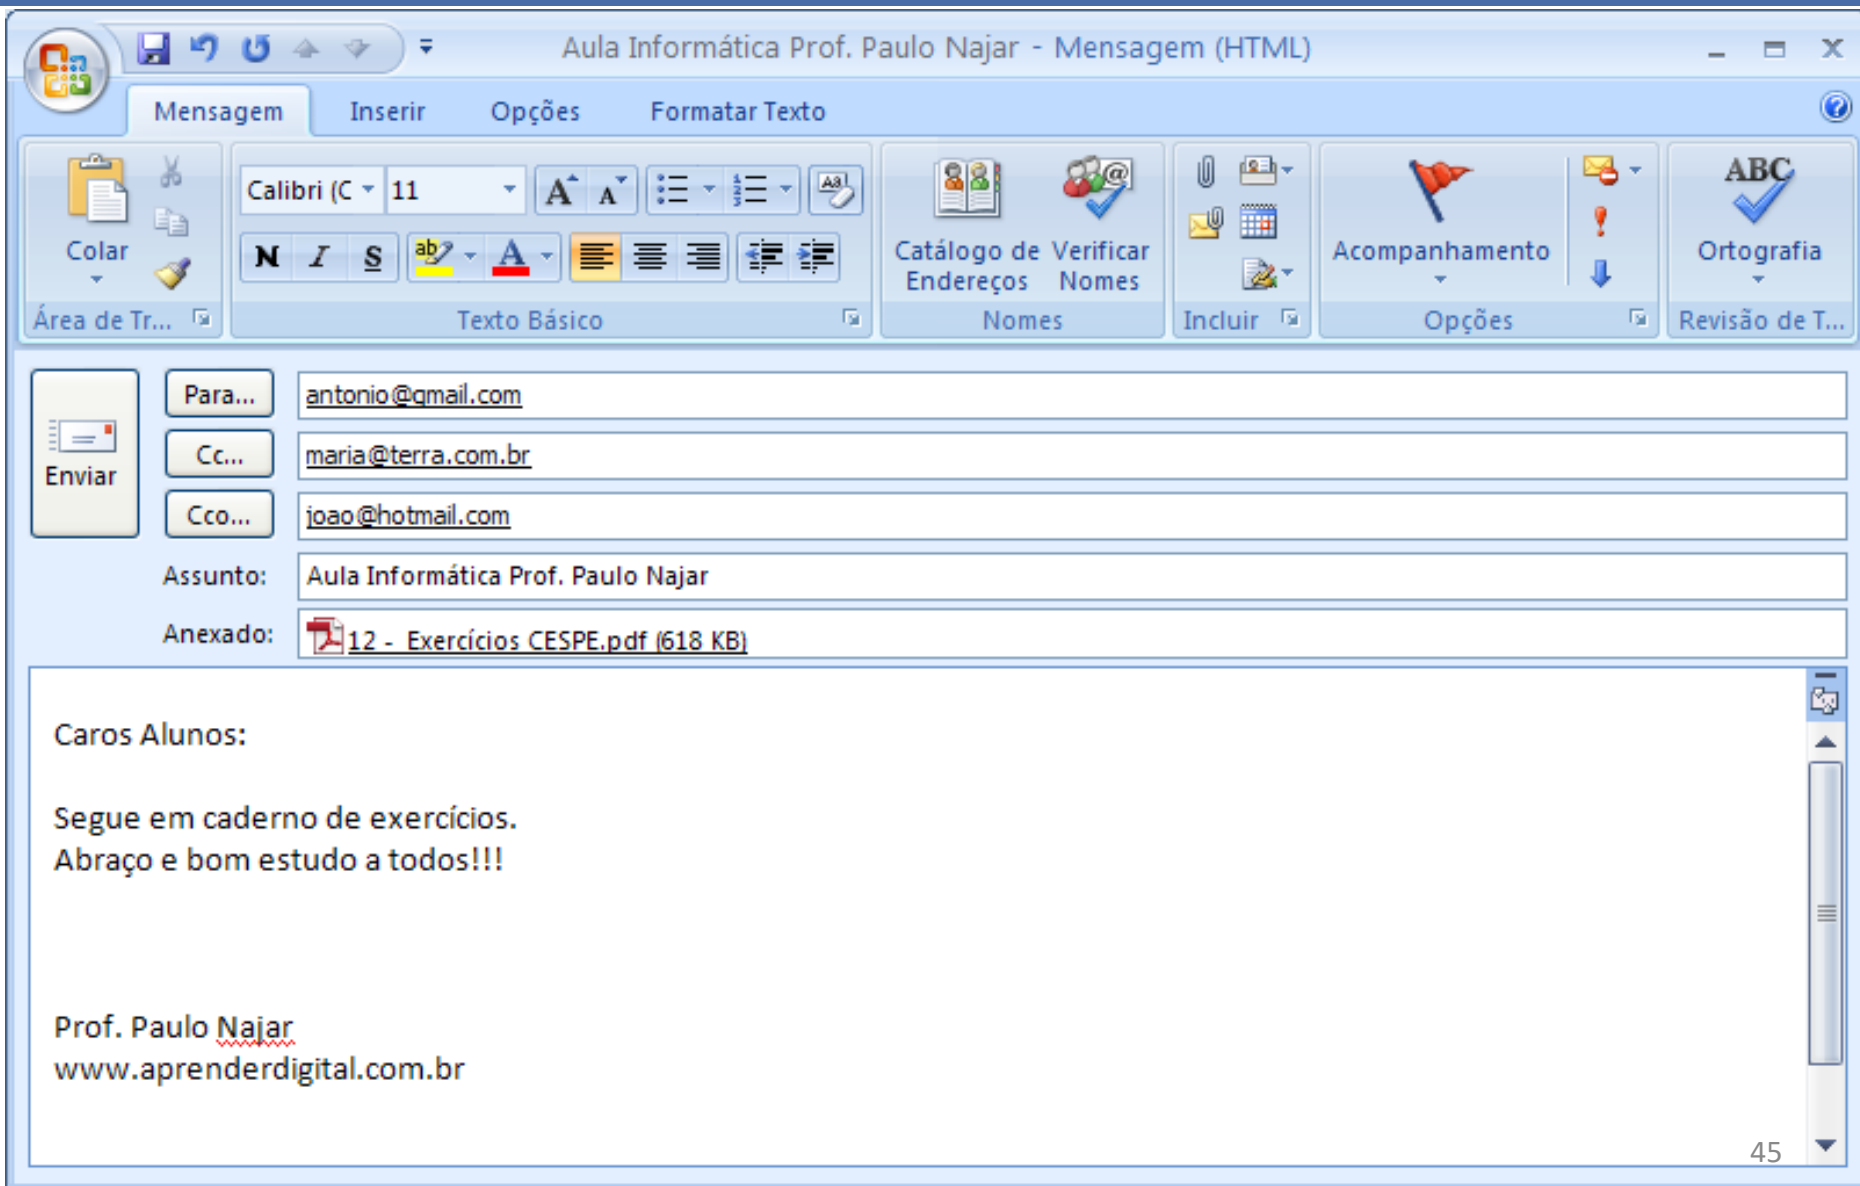 Aula Informática Prof. Paulo Najar - Mensagem (HTML)
Mensagem Inserir Opções Formatar Texto
Colar
Área de Tr...
Calibri (C 11
N I S
Texto Básico
Catálogo de Endereços
Verificar Nomes
Nomes
Incluir
Acompanhamento
Opções
ABC
Ortografia
Revisão de T...
Enviar
Para... antonio@gmail.com
Cc... maria@terra.com.br
Cco... joao@hotmail.com
Assunto: Aula Informática Prof. Paulo Najar
Anexado: 12 - Exercícios CESPE.pdf (618 KB)
Caros Alunos:
Segue em caderno de exercícios.
Abraço e bom estudo a todos!!!
Prof. Paulo Najar
www.aprenderdigital.com.br
45